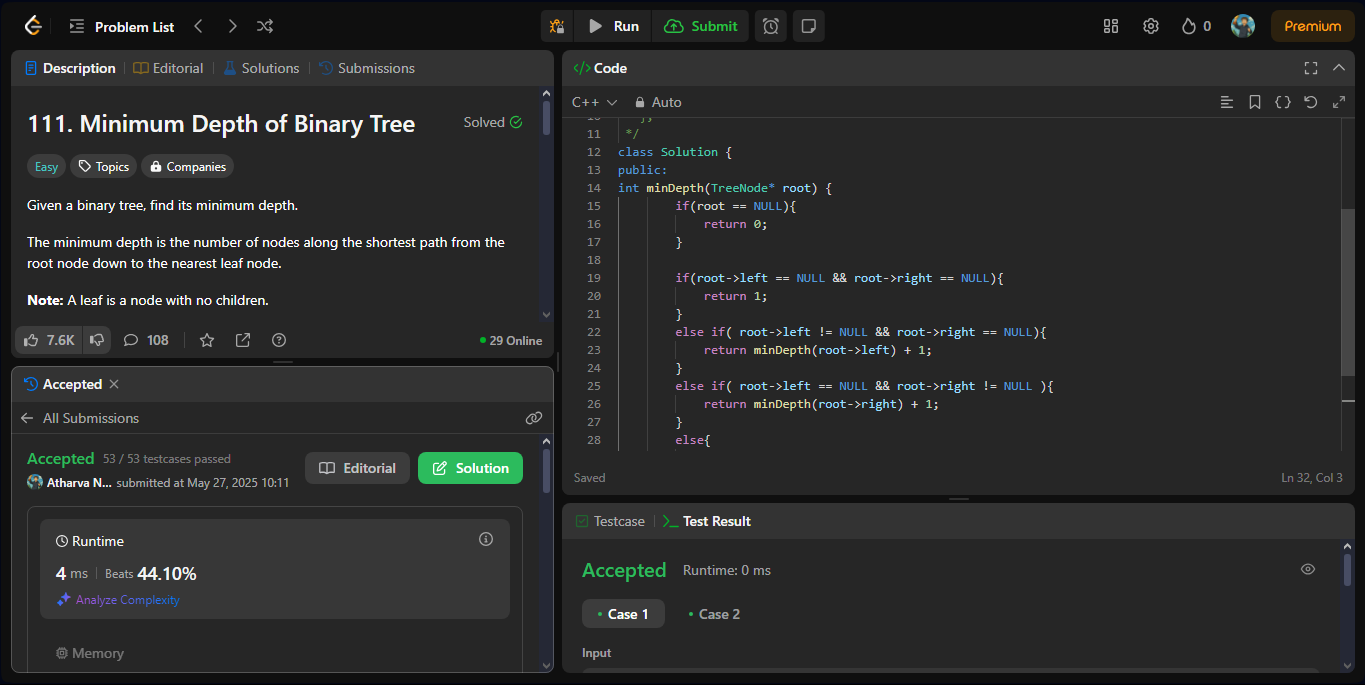 Problem List
Run
Submit
0
Premium
Description
Editorial
Solutions
Submissions
111. Minimum Depth of Binary Tree
Solved
Easy
Topics
Companies
Given a binary tree, find its minimum depth.
The minimum depth is the number of nodes along the shortest path from the
root node down to the nearest leaf node.
Note: A leaf is a node with no children.
7.6K
108
29 Online
Accepted
All Submissions
Accepted 53 / 53 testcases passed
Atharva N... submitted at May 27, 2025 10:11
Editorial
Solution
Runtime
4 ms Beats 44.10%
Analyze Complexity
Memory
</> Code
C++
Auto
11 */
12 class Solution {
13 public:
14 int minDepth(TreeNode* root) {
15 if(root == NULL){
16 return 0;
17 }
18
19 if(root->left == NULL && root->right == NULL){
20 return 1;
21 }
22 else if( root->left != NULL && root->right == NULL){
23 return minDepth(root->left) + 1;
24 }
25 else if( root->left == NULL && root->right != NULL ){
26 return minDepth(root->right) + 1;
27 }
28 else{
Saved
Ln 32, Col 3
Testcase
Test Result
Accepted Runtime: 0 ms
Case 1
Case 2
Input